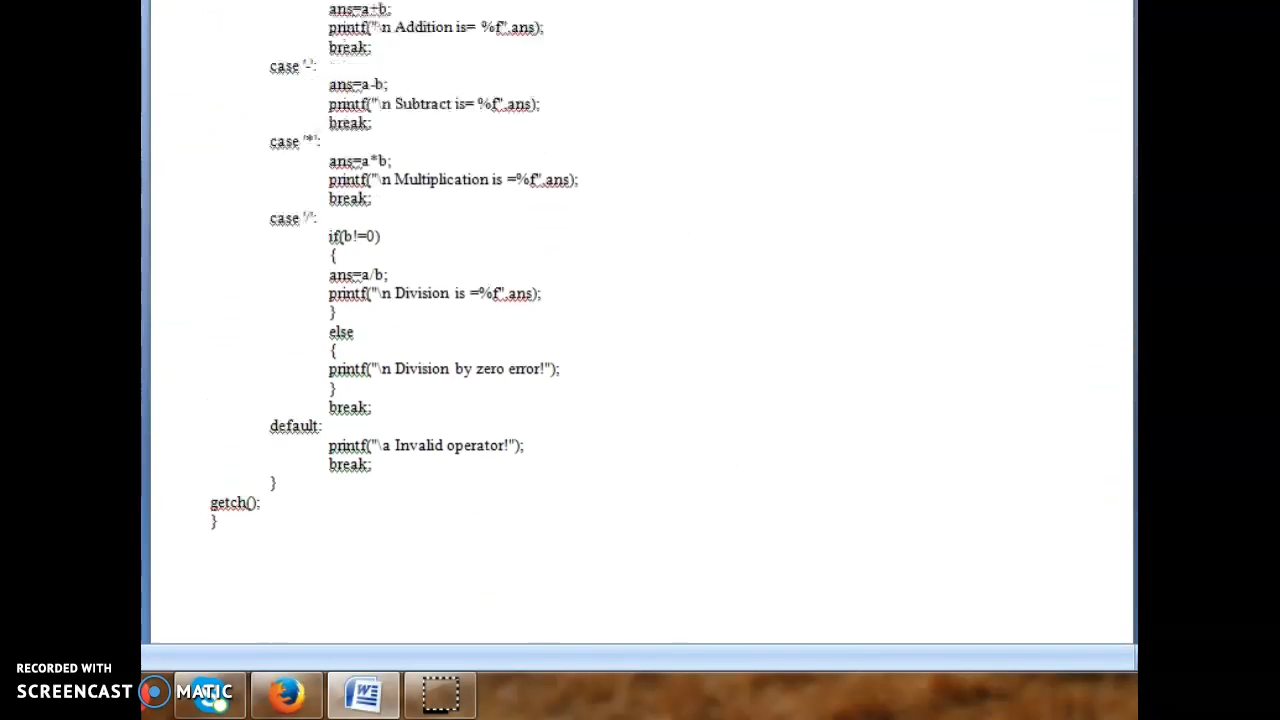 ans=a+b;
printf("\n Addition is= %f",ans);
break;
case '-':
ans=a-b;
printf("\n Subtract is= %f",ans);
break;
case '*':
ans=a*b;
printf("\n Multiplication is =%f",ans);
break;
case '/':
if(b!=0)
{
ans=a/b;
printf("\n Division is =%f",ans);
}
else
{
printf("\n Division by zero error!");
}
break;
default:
printf("\a Invalid operator!");
break;
}
getch();
}
RECORDED WITH
SCREENCAST MATIC